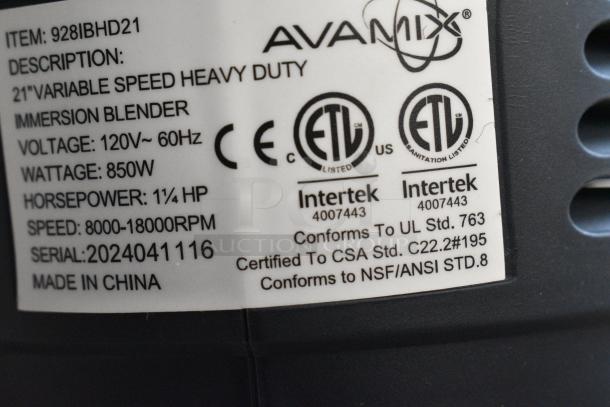 ITEM: 928IBHD21
AVAMIX®
DESCRIPTION:
21"VARIABLE SPEED HEAVY DUTY
IMMERSION BLENDER
VOLTAGE: 120V~ 60Hz
WATTAGE: 850W
HORSEPOWER: 1¼ HP
SPEED: 8000-18000RPM
SERIAL:2024041116
MADE IN CHINA
CE
C ETL US
LISTED
Intertek
4007443
ETL
SANITATION LISTED
Intertek
4007443
Conforms To UL Std. 763
Certified To CSA Std. C22.2#195
Conforms to NSF/ANSI STD.8
AUCTION GROUP